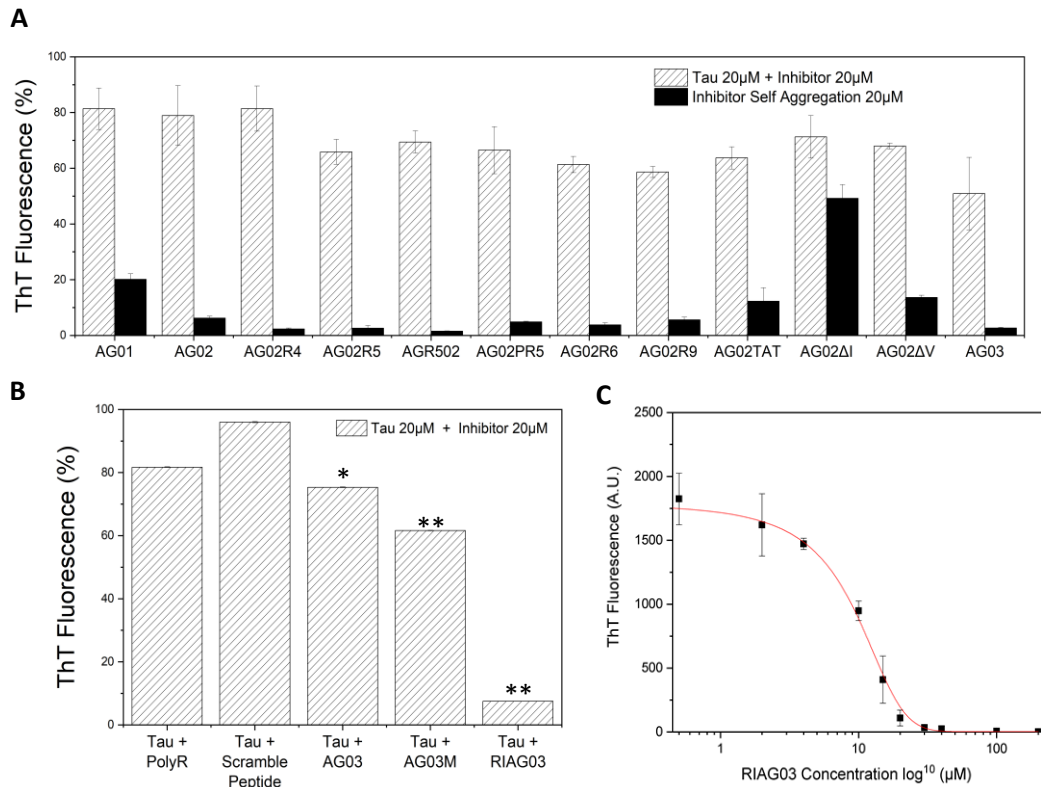 A
ThT Fluorescence (%)
100
80
60
40
20
0
Tau 20µM + Inhibitor 20µM
Inhibitor Self Aggregation 20µM
AG01 AG02 AG02R4 AG02R5 AGR502 AG02PR5 AG02R6 AG02R9 AG02TAT AG02ΔI AG02ΔV AG03
B
ThT Fluorescence (%)
100
80
60
40
20
0
Tau 20µM + Inhibitor 20µM
*
**
**
Tau + Tau + Tau + Tau + Tau +
PolyR Scramble AG03 AG03M RIAG03
Peptide
C
ThT Fluorescence (A.U.)
2500
2000
1500
1000
500
0
1 10 100
RIAG03 Concentration log¹⁰ (µM)